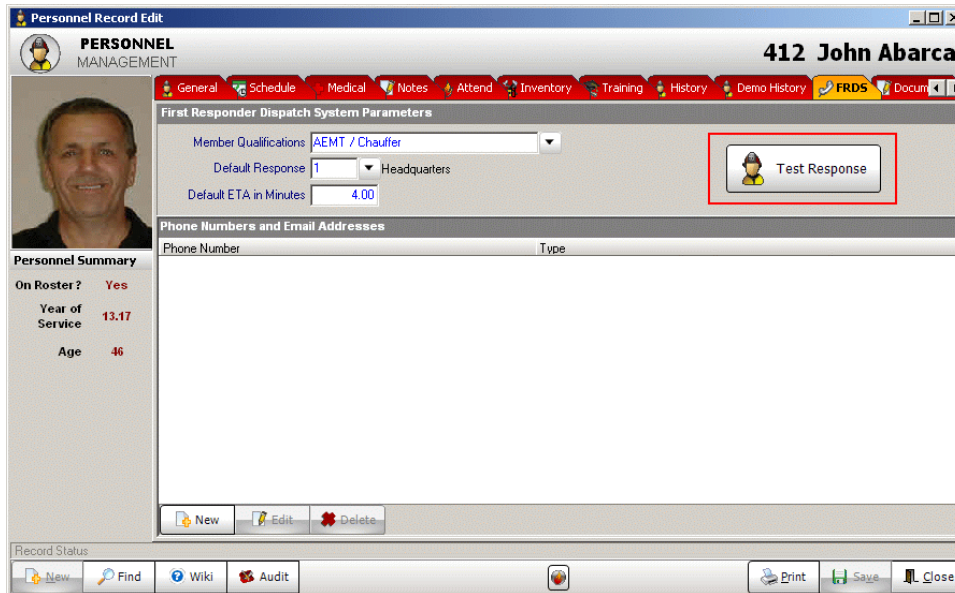 Personnel Record Edit
PERSONNEL
MANAGEMENT
412 John Abarca
General Schedule Medical Notes Attend Inventory Training History Demo History FRDS Docum
First Responder Dispatch System Parameters
Member Qualifications AEMT / Chauffer
Default Response 1 Headquarters
Default ETA in Minutes 4.00
Test Response
Phone Numbers and Email Addresses
Phone Number Type
Personnel Summary
On Roster? Yes
Year of
Service 13.17
Age 46
New Edit Delete
Record Status
New Find Wiki Audit Print Save Close